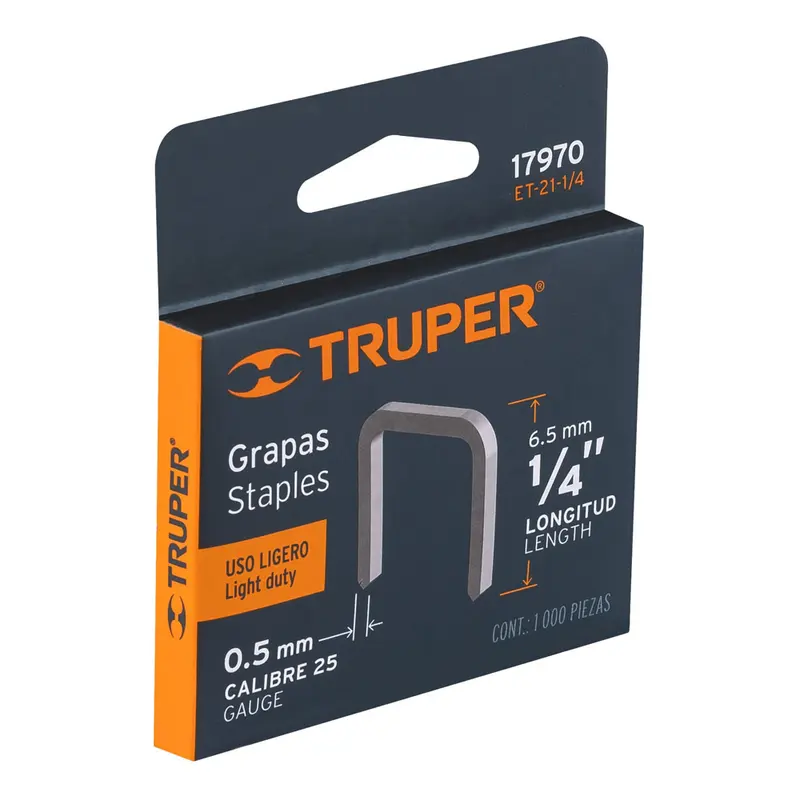 17970
ET-21-1/4
TRUPER®
Grapas
Staples
USO LIGERO
Light duty
0.5 mm
CALIBRE 25
GAUGE
6.5 mm
1/4"
LONGITUD
LENGTH
CONT.: 1 000 PIEZAS
TRUPER®